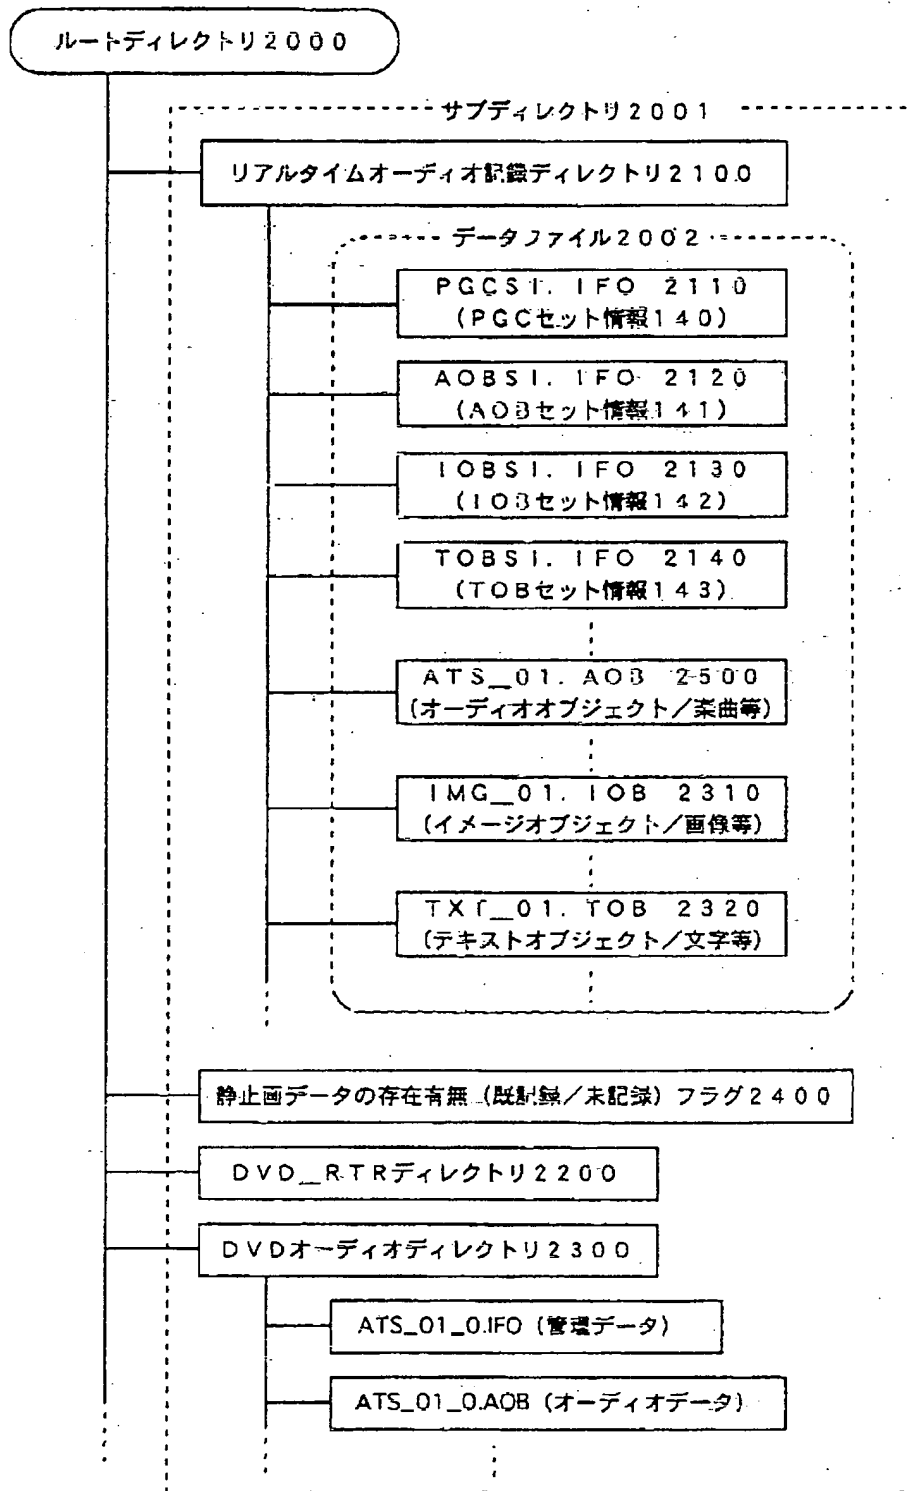 ルートディレクトリ2000
サブディレクトリ2001
リアルタイムオーディオ記録ディレクトリ2100
データファイル2002
PGCSI. IFO 2110
(PGCセット情報140)
AOBSI. IFO 2120
(AOBセット情報141)
IOBSI. IFO 2130
(IOBセット情報142)
TOBSI. IFO 2140
(TOBセット情報143)
ATS_01. AOB 2500
(オーディオオブジェクト/楽曲等)
IMG_01. IOB 2310
(イメージオブジェクト/画像等)
TXT_01. TOB 2320
(テキストオブジェクト/文字等)
静止画データの存在有無(既記録/未記録)フラグ2400
DVD_RTRディレクトリ2200
DVDオーディオディレクトリ2300
ATS_01_0.IFO(管理データ)
ATS_01_0.AOB(オーディオデータ)